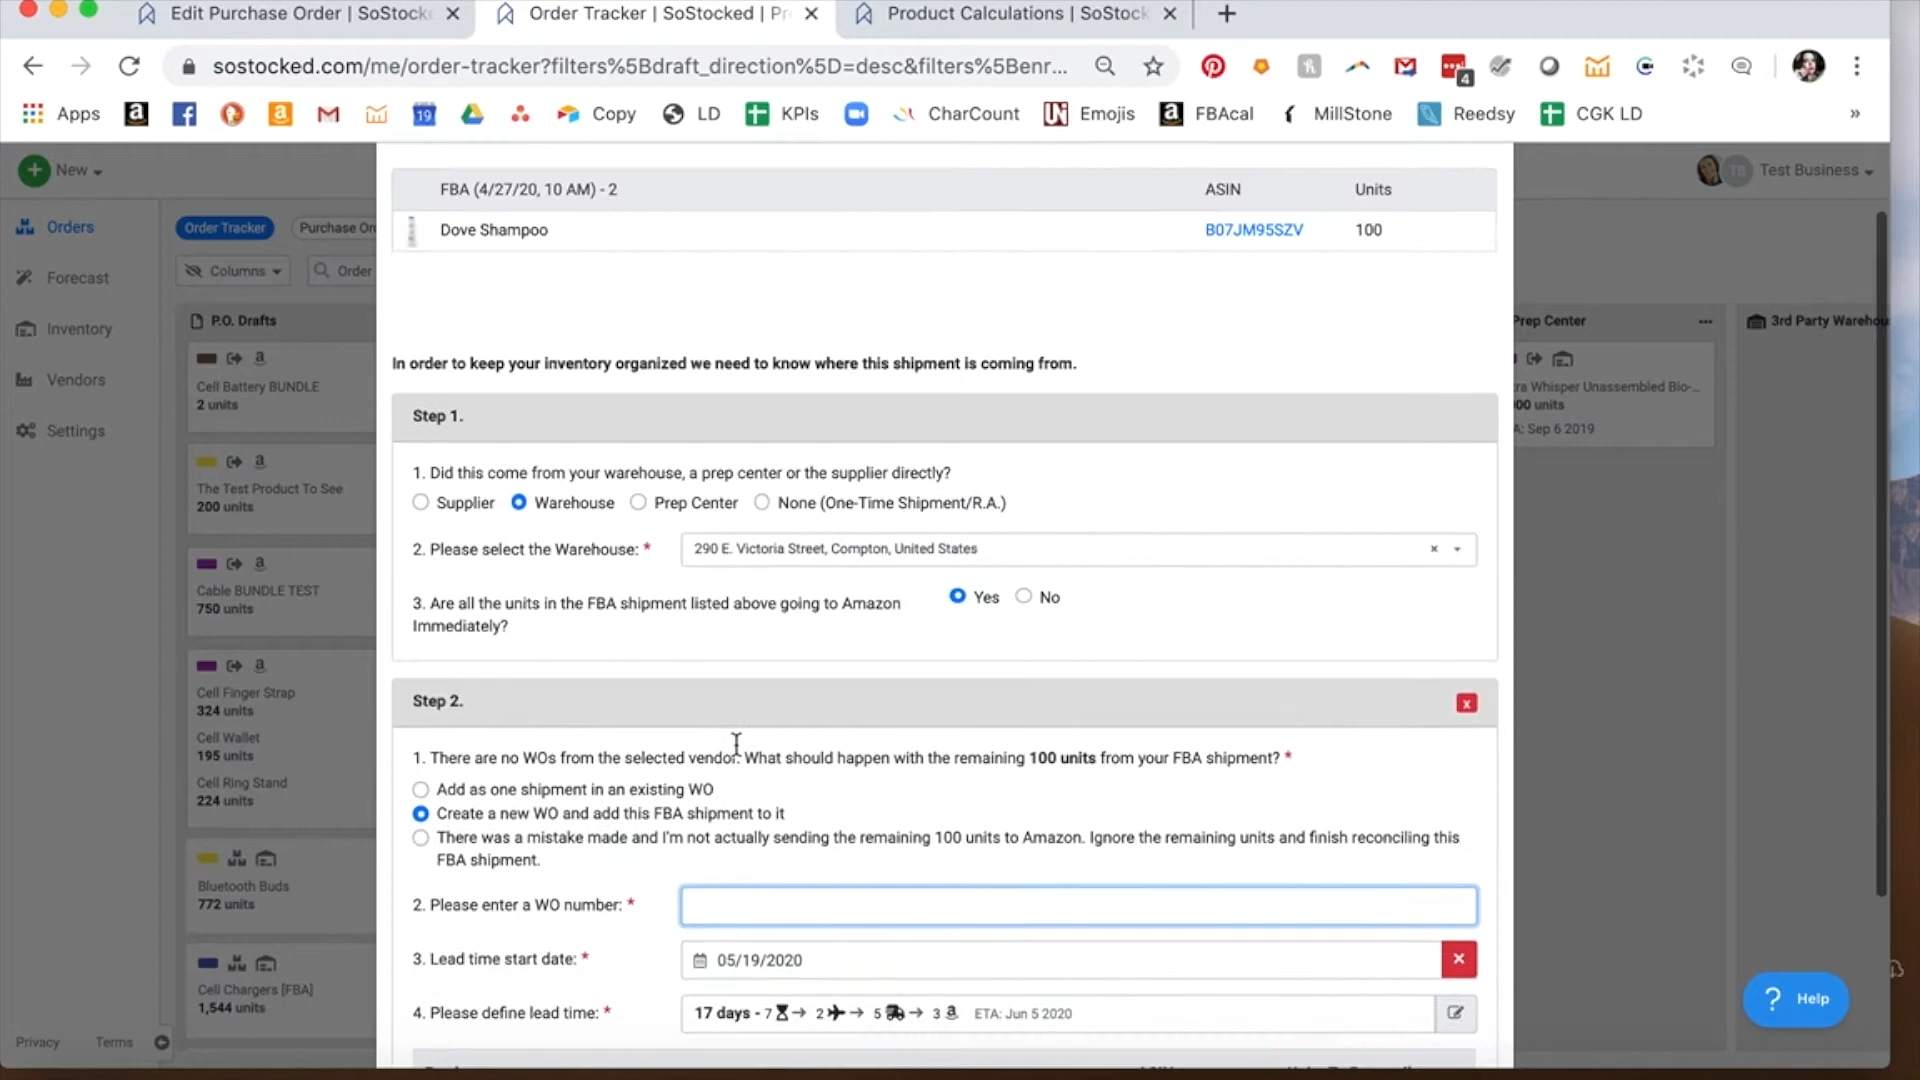 Edit Purchase Order | SoStock
Order Tracker | SoStocked | Pr
Product Calculations | SoStock
sostocked.com/me/order-tracker?filters%5Bdraft_direction%5D=desc&filters%5Benr...
4
Apps
19
Copy
LD
KPIs
CharCount
Emojis
FBAcal
MillStone
Reedsy
CGK LD
»
New
Test Business
Orders
Forecast
Inventory
Vendors
Settings
Order Tracker
Purchase Or
Columns
Order
P.O. Drafts
Cell Battery BUNDLE
2 units
The Test Product To See
200 units
Cable BUNDLE TEST
750 units
Cell Finger Strap
324 units
Cell Wallet
195 units
Cell Ring Stand
224 units
Bluetooth Buds
772 units
Cell Chargers [FBA]
1,544 units
Privacy
Terms
FBA (4/27/20, 10 AM) - 2
ASIN
Units
Dove Shampoo
B07JM95SZV
100
In order to keep your inventory organized we need to know where this shipment is coming from.
Step 1.
1. Did this come from your warehouse, a prep center or the supplier directly?
Supplier
Warehouse
Prep Center
None (One-Time Shipment/R.A.)
2. Please select the Warehouse: *
290 E. Victoria Street, Compton, United States
3. Are all the units in the FBA shipment listed above going to Amazon
Immediately?
Yes
No
Step 2.
x
1. There are no WOs from the selected vendor. What should happen with the remaining 100 units from your FBA shipment? *
Add as one shipment in an existing WO
Create a new WO and add this FBA shipment to it
There was a mistake made and I'm not actually sending the remaining 100 units to Amazon. Ignore the remaining units and finish reconciling this
FBA shipment.
2. Please enter a WO number: *
3. Lead time start date: *
05/19/2020
4. Please define lead time: *
17 days - 7 → 2 → 5 → 3 ETA: Jun 5 2020
Prep Center
ra Whisper Unassembled Bio-...
00 units
A: Sep 6 2019
3rd Party Warehou
? Help